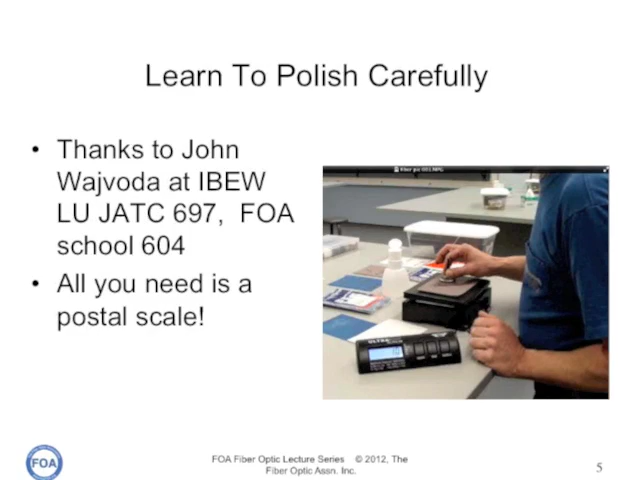 Learn To Polish Carefully
• Thanks to John
Wajvoda at IBEW
LU JATC 697, FOA
school 604
• All you need is a
postal scale!
ULTRA
FOA
FOA Fiber Optic Lecture Series © 2012, The
Fiber Optic Assn. Inc.
5